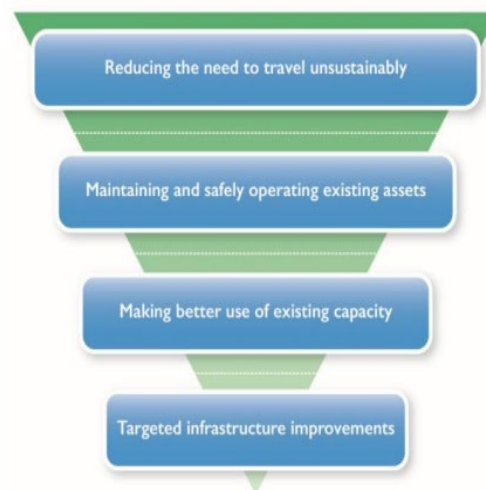 Reducing the need to travel unsustainably
Maintaining and safely operating existing assets
Making better use of existing capacity
Targeted infrastructure improvements